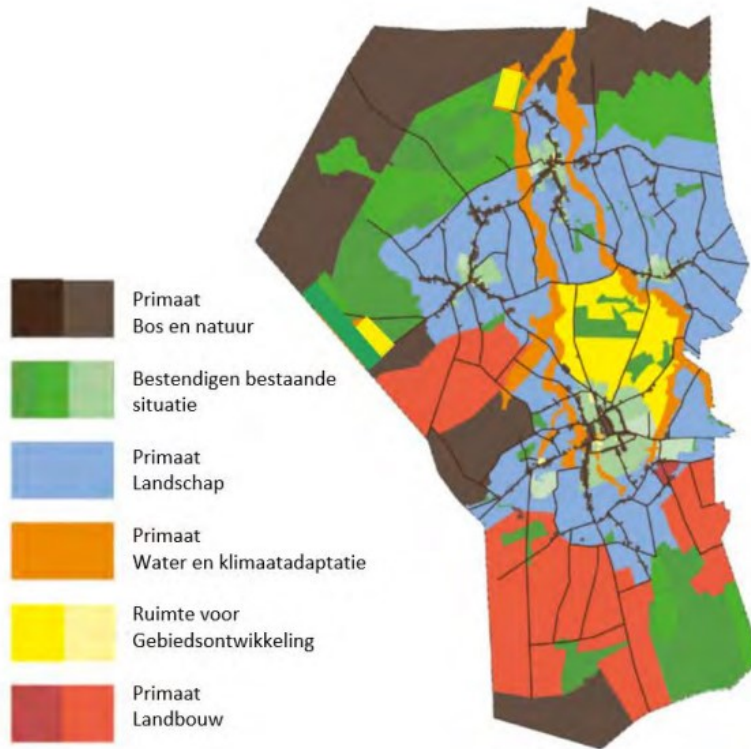 Primaat
Bos en natuur
Bestendigen bestaande
situatie
Primaat
Landschap
Primaat
Water en klimaatadaptatie
Ruimte voor
Gebiedsontwikkeling
Primaat
Landbouw